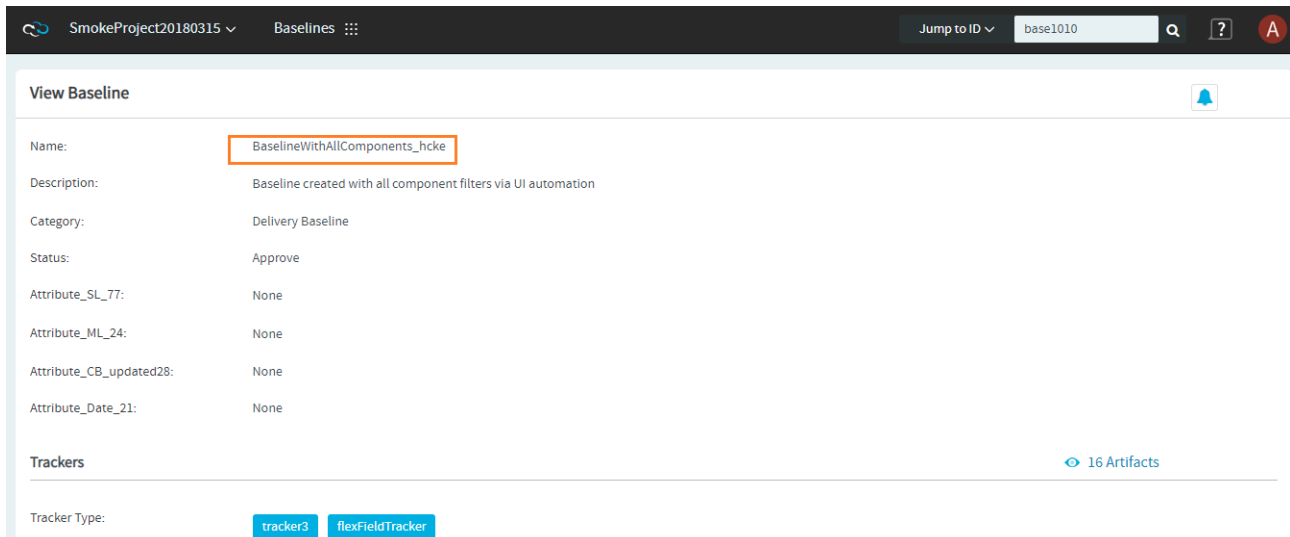 SmokeProject20180315 Baselines Jump to ID base1010 ? A
View Baseline
Name: BaselineWithAllComponents_hcke
Description: Baseline created with all component filters via UI automation
Category: Delivery Baseline
Status: Approve
Attribute_SL_77: None
Attribute_ML_24: None
Attribute_CB_updated28: None
Attribute_Date_21: None
Trackers 16 Artifacts
Tracker Type: tracker3 flexFieldTracker